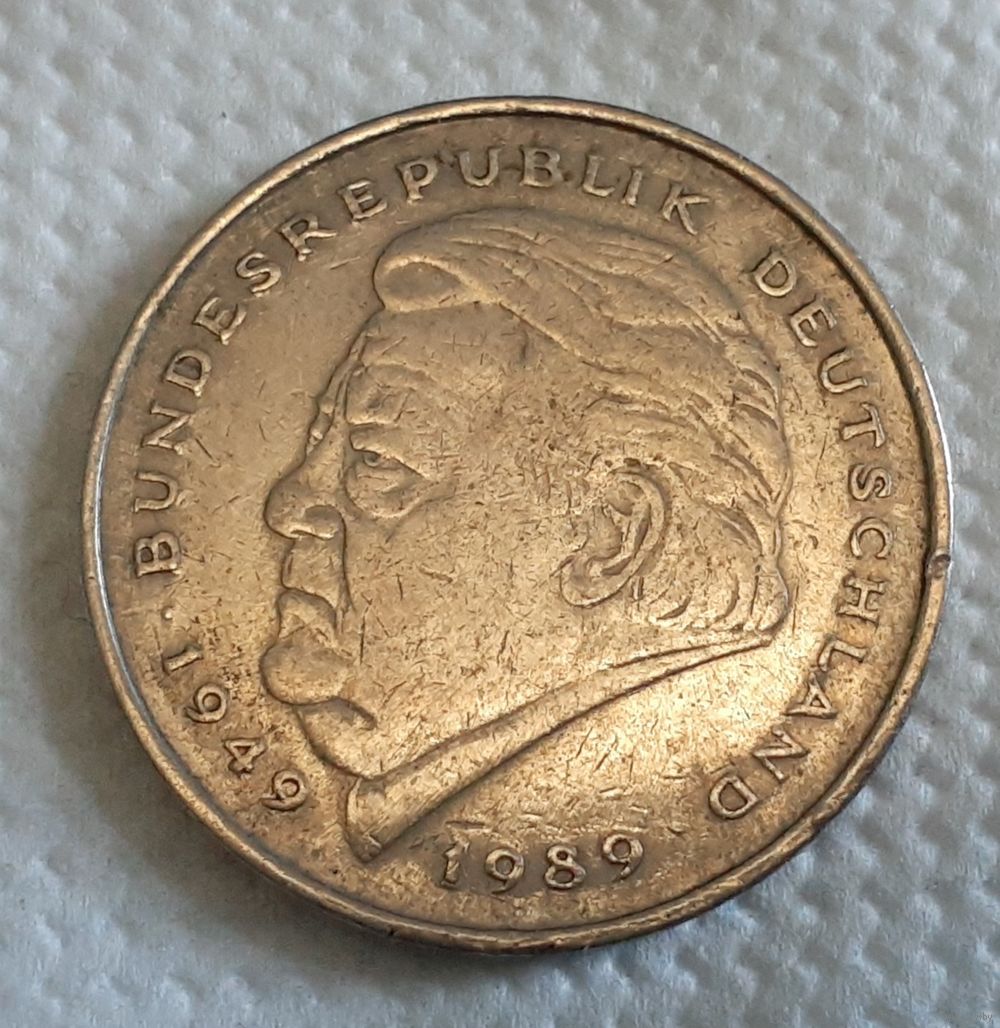 1949 · BUNDESREPUBLIK DEUTSCHLAND
1989